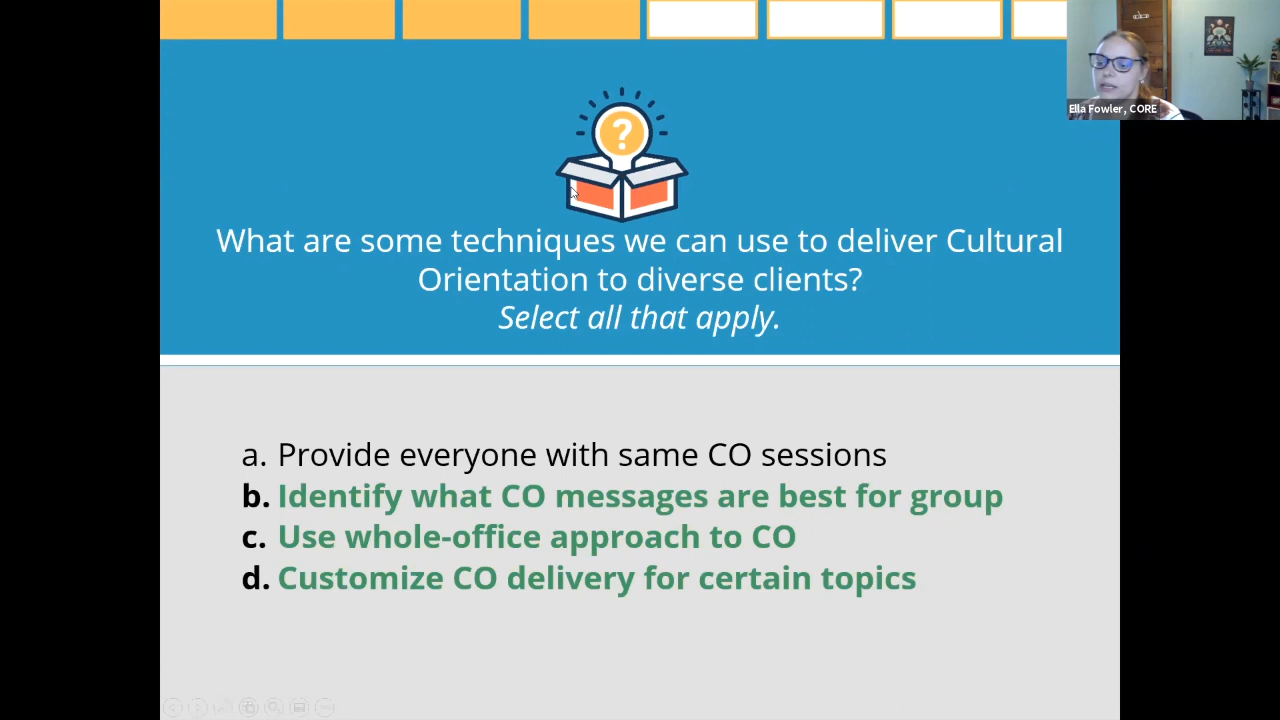 Ella Fowler, CORE
?
What are some techniques we can use to deliver Cultural
Orientation to diverse clients?
Select all that apply.
a. Provide everyone with same CO sessions
b. Identify what CO messages are best for group
c. Use whole-office approach to CO
d. Customize CO delivery for certain topics